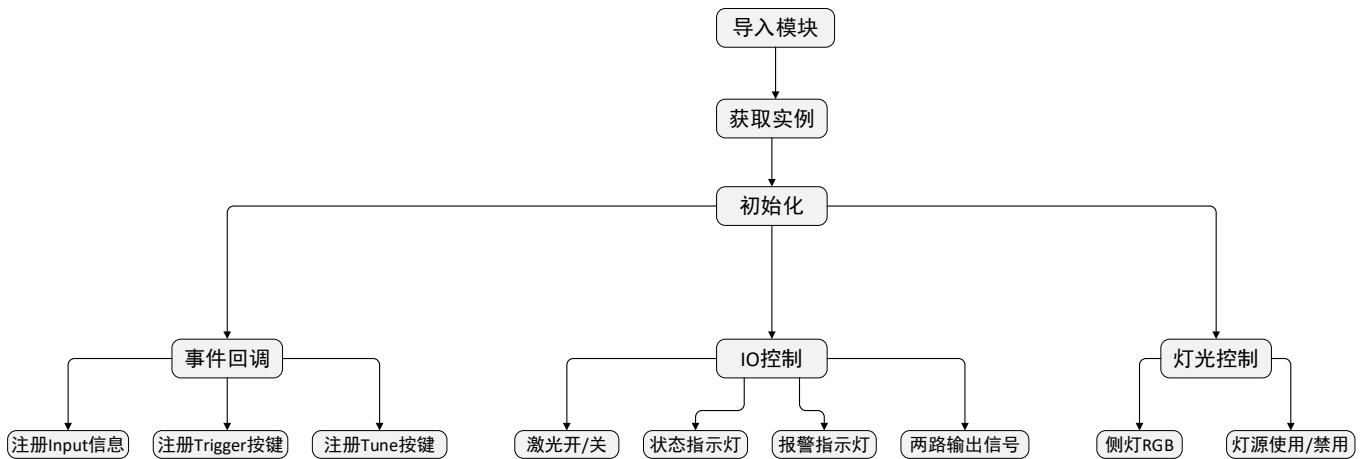 导入模块
获取实例
初始化
事件回调
IO控制
灯光控制
注册Input信息
注册Trigger按键
注册Tune按键
激光开/关
状态指示灯
报警指示灯
两路输出信号
侧灯RGB
灯源使用/禁用